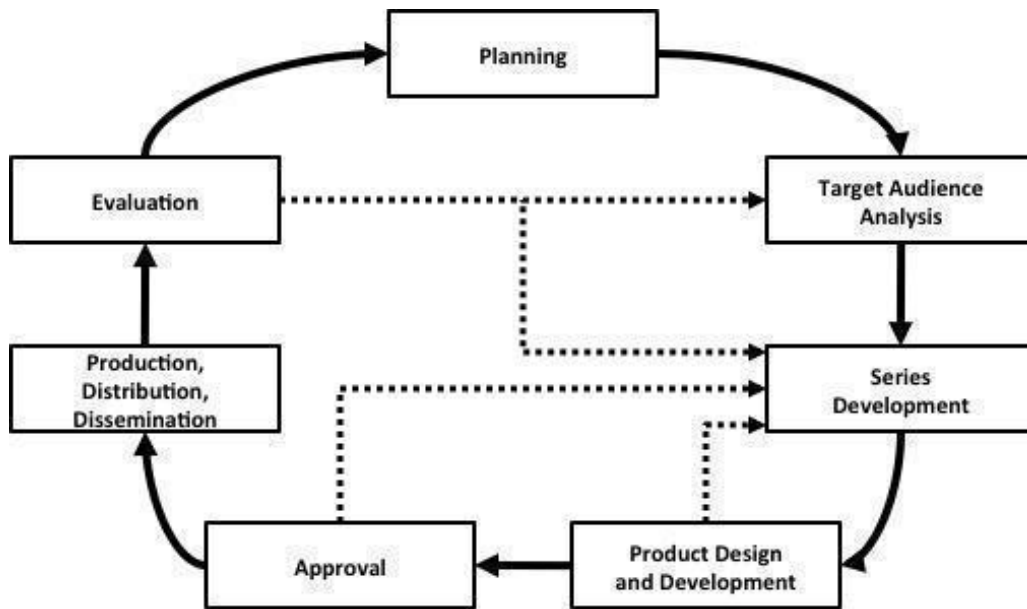 Planning
Evaluation
Target Audience
Analysis
Production,
Distribution,
Dissemination
Series
Development
Approval
Product Design
and Development